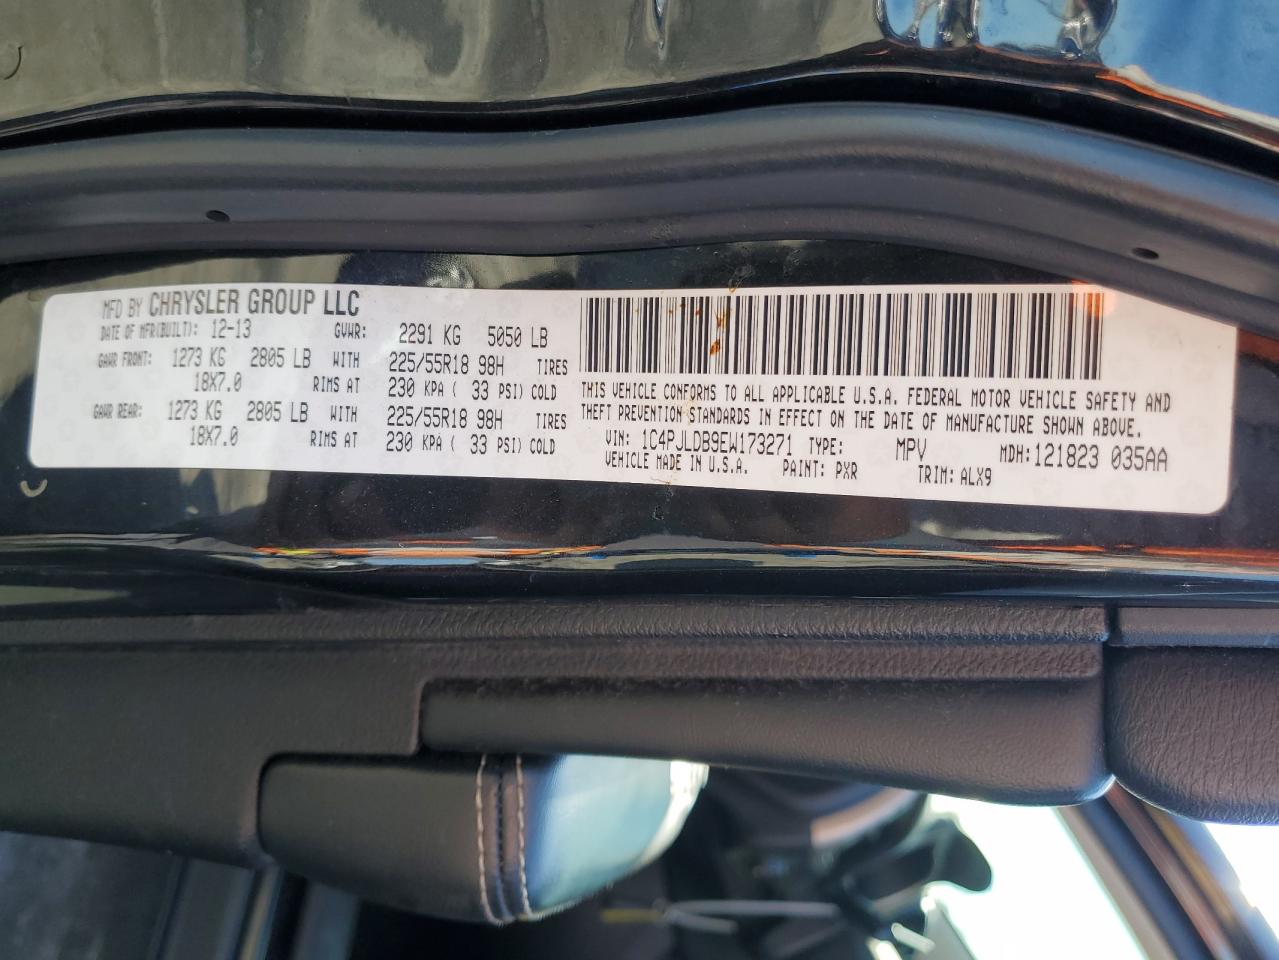 MFD BY CHRYSLER GROUP LLC
DATE OF MFR(BUILT): 12-13 GVWR: 2291 KG 5050 LB
GAWR FRONT: 1273 KG 2805 LB WITH 225/55R18 98H TIRES
18X7.0 RIMS AT 230 KPA ( 33 PSI) COLD
GAWR REAR: 1273 KG 2805 LB WITH 225/55R18 98H TIRES
18X7.0 RIMS AT 230 KPA ( 33 PSI) COLD
THIS VEHICLE CONFORMS TO ALL APPLICABLE U.S.A. FEDERAL MOTOR VEHICLE SAFETY AND
THEFT PREVENTION STANDARDS IN EFFECT ON THE DATE OF MANUFACTURE SHOWN ABOVE.
VIN: 1C4PJLDB9EW173271 TYPE: MPV MDH:121823 035AA
VEHICLE MADE IN U.S.A. PAINT: PXR TRIM: ALX9